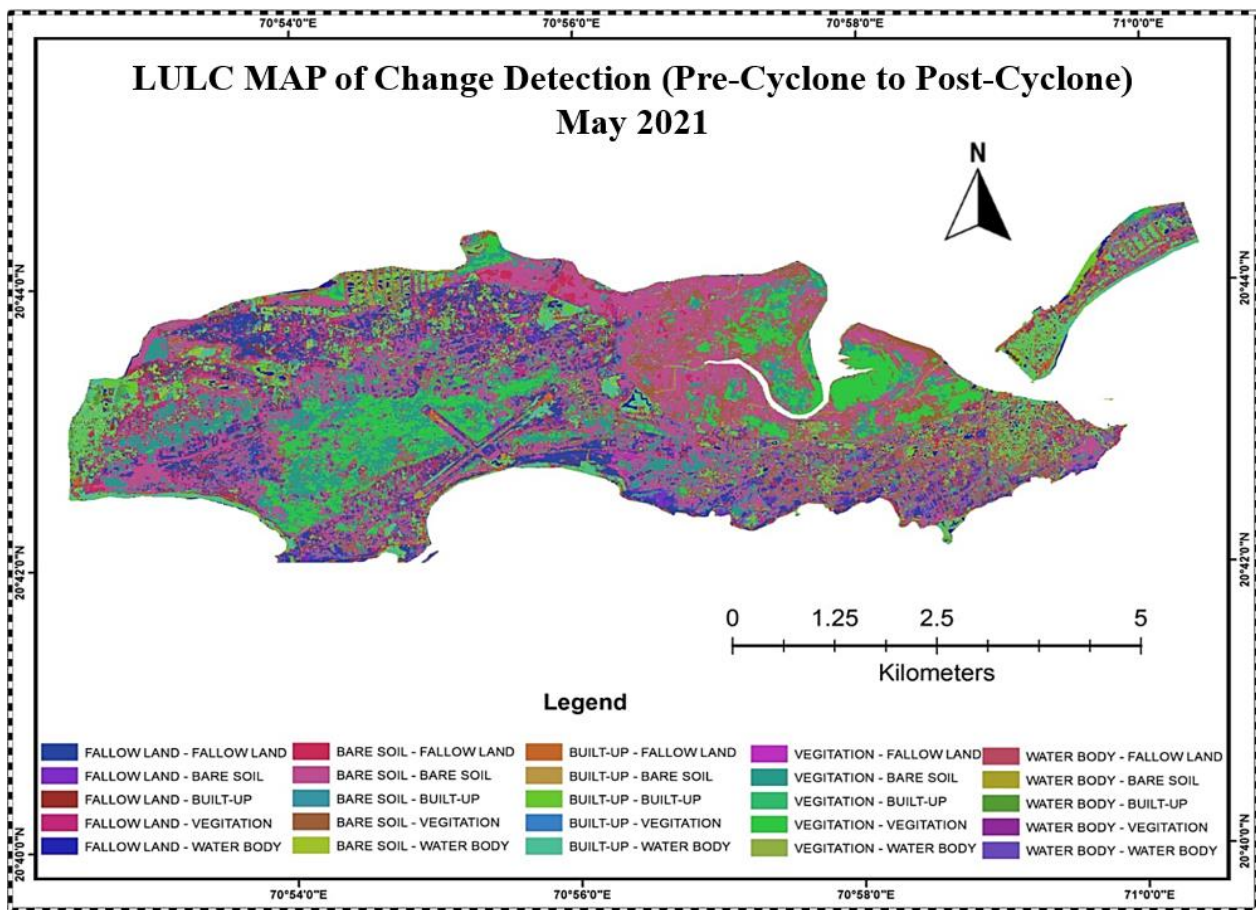 70°54'0"E 70°56'0"E 70°58'0"E 71°0'0"E
LULC MAP of Change Detection (Pre-Cyclone to Post-Cyclone)
May 2021
N
20°44'0"N 20°44'0"N
20°42'0"N 20°42'0"N
0 1.25 2.5 5
Kilometers
Legend
FALLOW LAND - FALLOW LAND
FALLOW LAND - BARE SOIL
FALLOW LAND - BUILT-UP
FALLOW LAND - VEGITATION
FALLOW LAND - WATER BODY
BARE SOIL - FALLOW LAND
BARE SOIL - BARE SOIL
BARE SOIL - BUILT-UP
BARE SOIL - VEGITATION
BARE SOIL - WATER BODY
BUILT-UP - FALLOW LAND
BUILT-UP - BARE SOIL
BUILT-UP - BUILT-UP
BUILT-UP - VEGITATION
BUILT-UP - WATER BODY
VEGITATION - FALLOW LAND
VEGITATION - BARE SOIL
VEGITATION - BUILT-UP
VEGITATION - VEGITATION
VEGITATION - WATER BODY
WATER BODY - FALLOW LAND
WATER BODY - BARE SOIL
WATER BODY - BUILT-UP
WATER BODY - VEGITATION
WATER BODY - WATER BODY
20°40'0"N 20°40'0"N
70°54'0"E 70°56'0"E 70°58'0"E 71°0'0"E